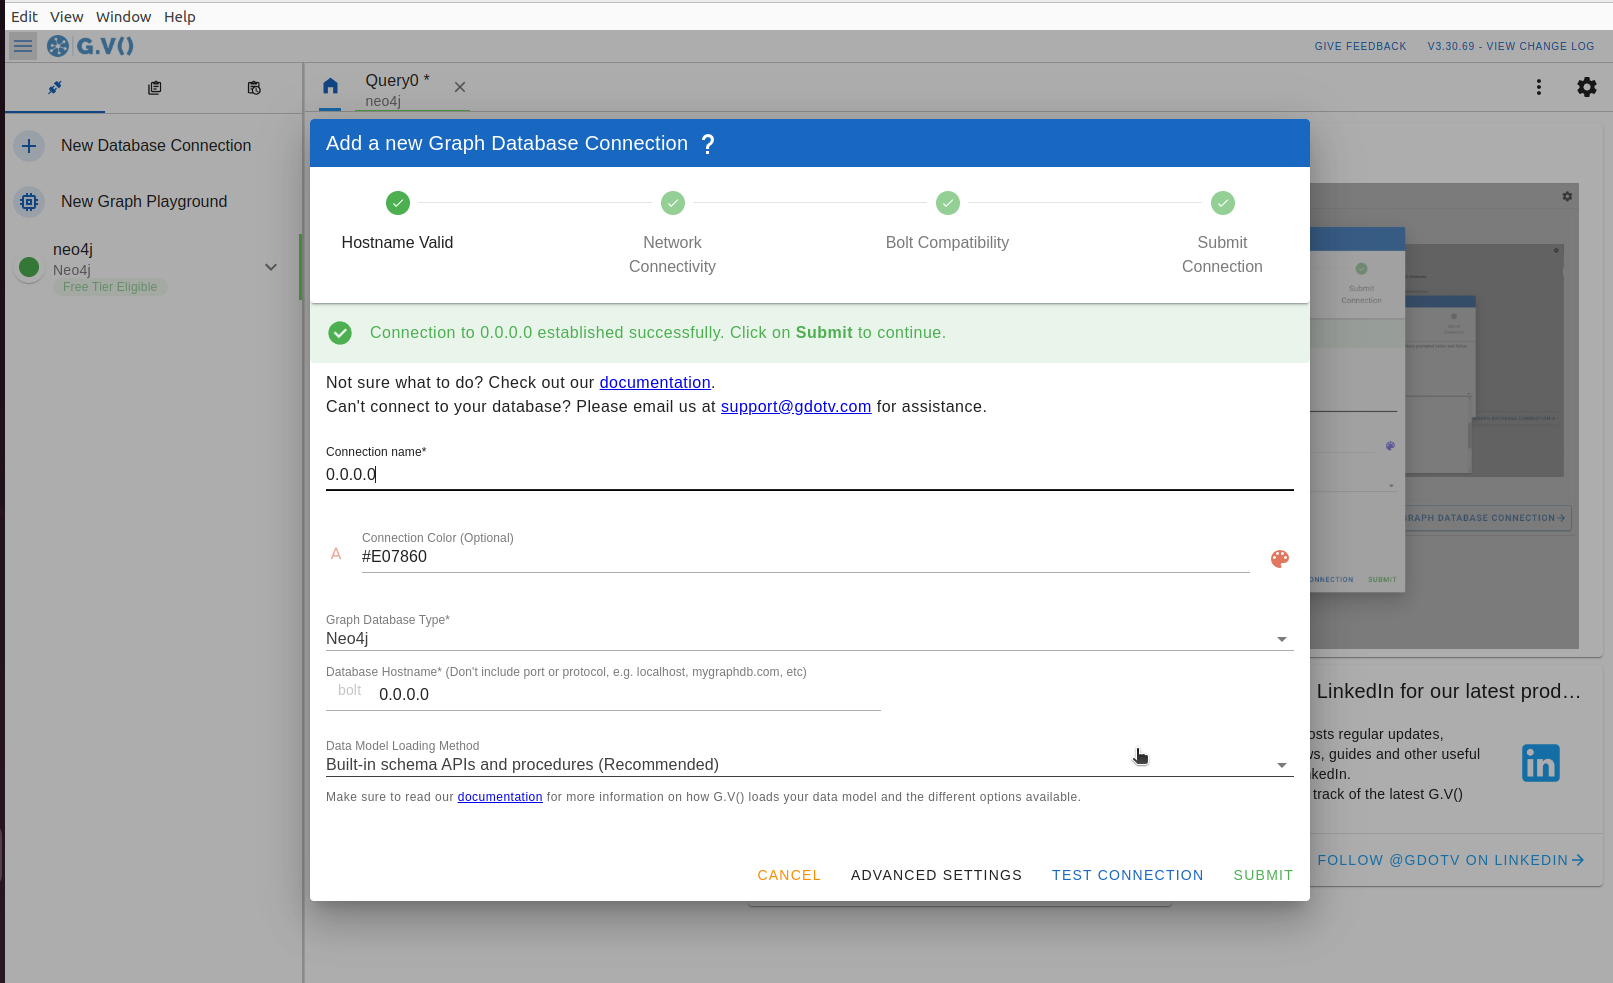 Edit View Window Help
G.V()
GIVE FEEDBACK V3.30.69 - VIEW CHANGE LOG
Query0 *
neo4j
New Database Connection
New Graph Playground
neo4j
Neo4j
Free Tier Eligible
Add a new Graph Database Connection ?
Hostname Valid
Network
Connectivity
Bolt Compatibility
Submit
Connection
Connection to 0.0.0.0 established successfully. Click on Submit to continue.
Not sure what to do? Check out our documentation.
Can't connect to your database? Please email us at support@gdotv.com for assistance.
Connection name*
0.0.0.0
A
Connection Color (Optional)
#E07860
Graph Database Type*
Neo4j
Database Hostname* (Don't include port or protocol, e.g. localhost, mygraphdb.com, etc)
bolt 0.0.0.0
Data Model Loading Method
Built-in schema APIs and procedures (Recommended)
Make sure to read our documentation for more information on how G.V() loads your data model and the different options available.
CANCEL ADVANCED SETTINGS TEST CONNECTION SUBMIT
Submit
Connection
GRAPH DATABASE CONNECTION
SUBMIT
LinkedIn for our latest prod…
regular updates,
guides and other useful
track of the latest G.V()
in
FOLLOW @GDOTV ON LINKEDIN